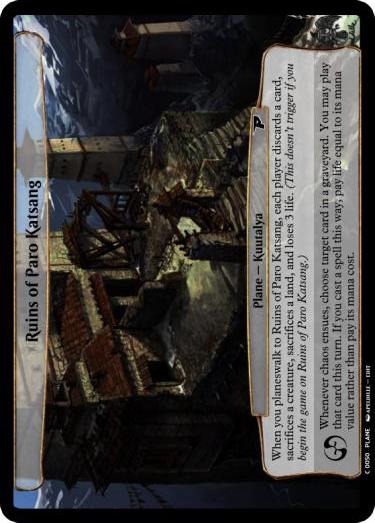 Ruins of Paro Katsang
Plane — Kuutalya
When you planeswalk to Ruins of Paro Katsang, each player discards a card,
sacrifices a creature, sacrifices a land, and loses 3 life. (This doesn't trigger if you
begin the game on Ruins of Paro Katsang.)
Whenever chaos ensues, choose target card in a graveyard. You may play
that card this turn. If you cast a spell this way, pay life equal to its mana
value rather than pay its mana cost.
C 0050 PLANE